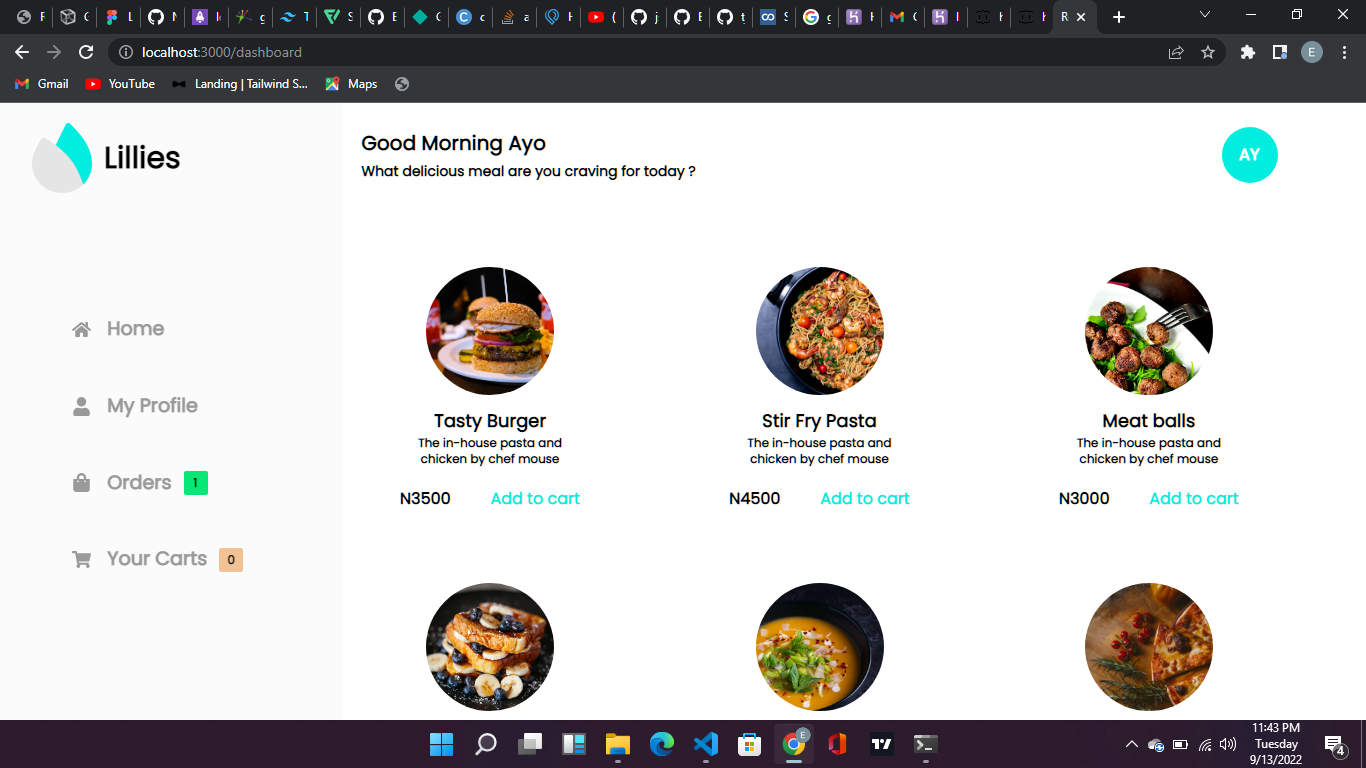 localhost:3000/dashboard
E
Gmail
YouTube
Landing | Tailwind S...
Maps
Lillies
Good Morning Ayo
What delicious meal are you craving for today ?
AY
Home
My Profile
Orders 1
Your Carts 0
Tasty Burger
The in-house pasta and
chicken by chef mouse
N3500 Add to cart
Stir Fry Pasta
The in-house pasta and
chicken by chef mouse
N4500 Add to cart
Meat balls
The in-house pasta and
chicken by chef mouse
N3000 Add to cart
11:43 PM
Tuesday
9/13/2022
4